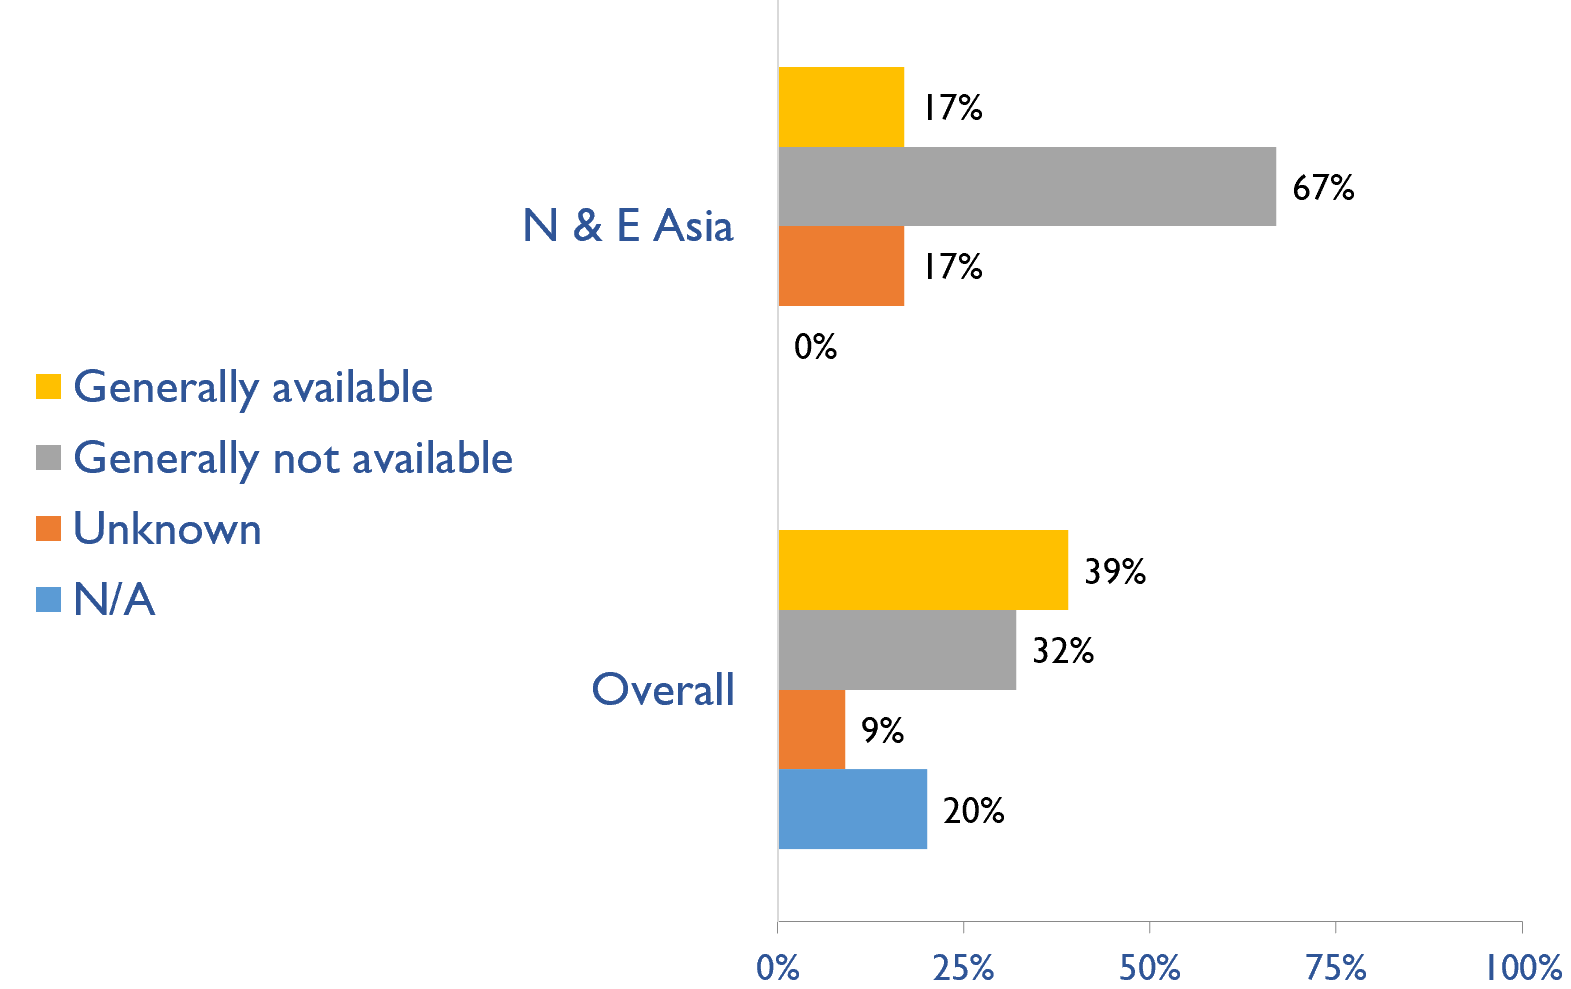 17%
67%
N & E Asia
17%
0%
Generally available
Generally not available
Unknown
N/A
39%
32%
Overall
9%
20%
0% 25% 50% 75% 100%